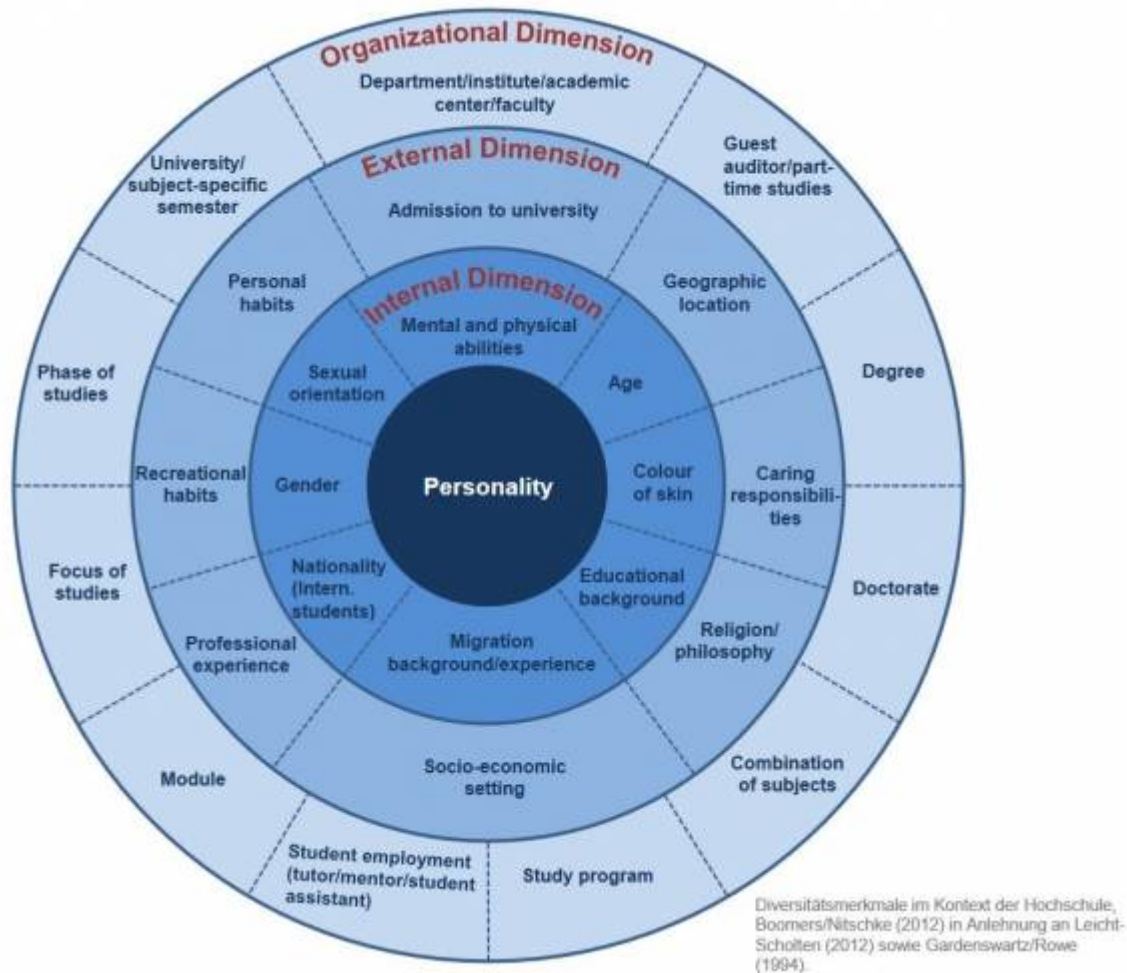 Organizational Dimension
Department/institute/academic
center/faculty
Guest
auditor/part-
time studies
Degree
Doctorate
Combination
of subjects
Study program
Student employment
(tutor/mentor/student
assistant)
Module
Focus of
studies
Phase of
studies
University/
subject-specific
semester
External Dimension
Admission to university
Geographic
location
Caring
responsibili-
ties
Religion/
philosophy
Socio-economic
setting
Professional
experience
Recreational
habits
Personal
habits
Internal Dimension
Mental and physical
abilities
Age
Colour
of skin
Educational
background
Migration
background/experience
Nationality
(Intern.
students)
Gender
Sexual
orientation
Personality
Diversitätsmerkmale im Kontext der Hochschule,
Boomers/Nitschke (2012) in Anlehnung an Leicht-
Scholten (2012) sowie Gardenswartz/Rowe
(1994).